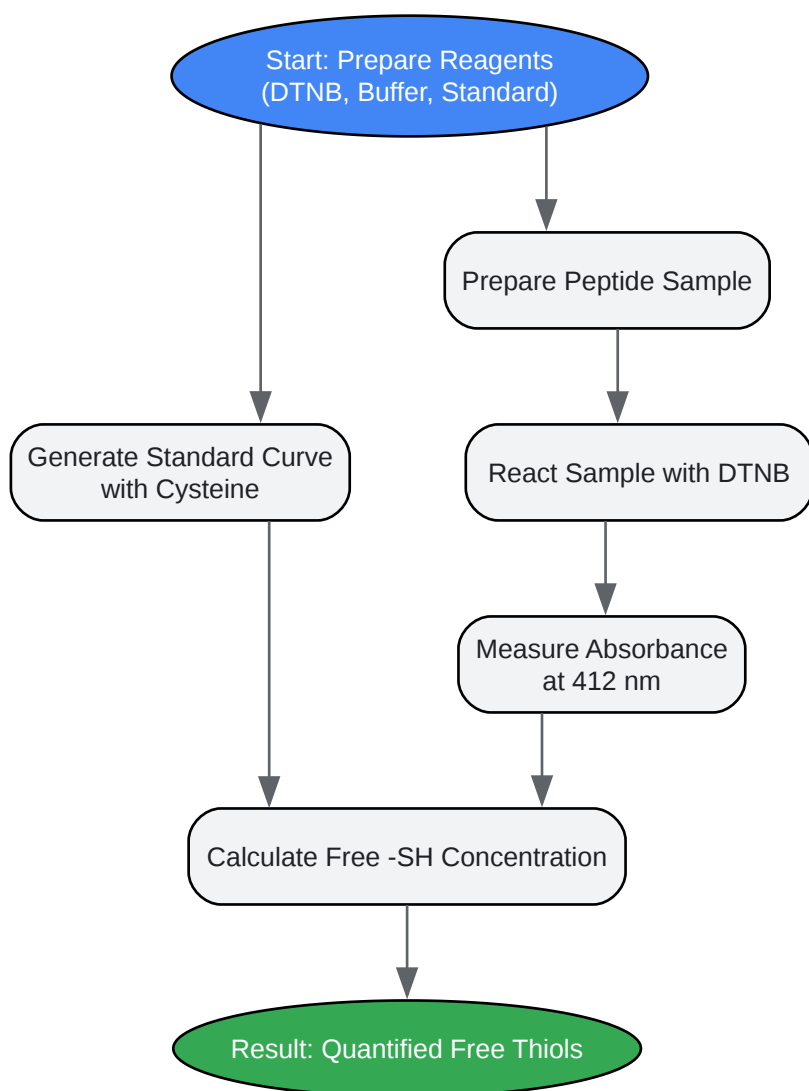 Start: Prepare Reagents
(DTNB, Buffer, Standard)
Prepare Peptide Sample
Generate Standard Curve
with Cysteine
React Sample with DTNB
Measure Absorbance
at 412 nm
Calculate Free -SH Concentration
Result: Quantified Free Thiols